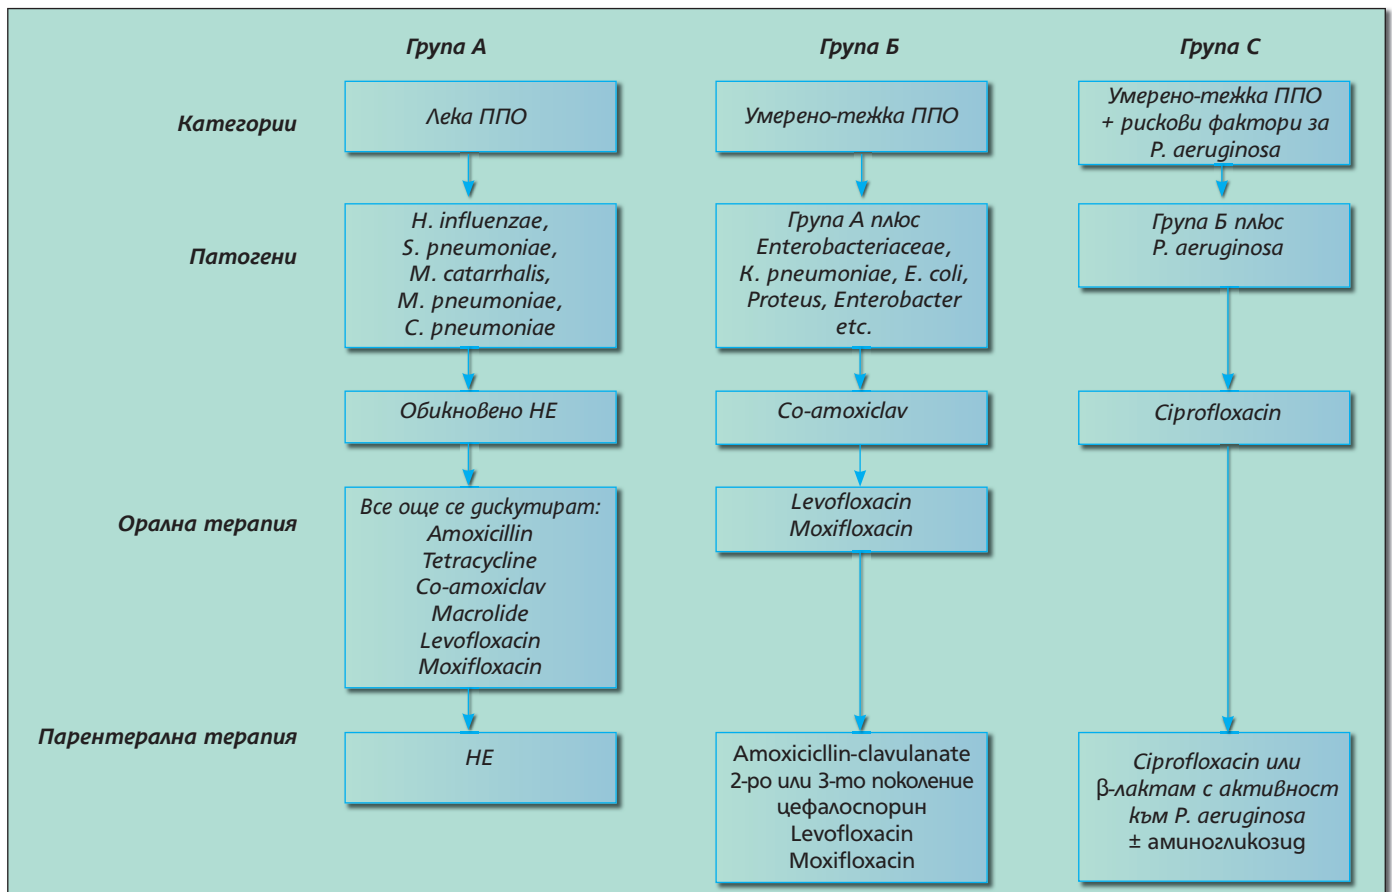 Група А
Група Б
Група С
Категории
Лека ППО
Умерено-тежка ППО
Умерено-тежка ППО
+ рискови фактори за
P. aeruginosa
Патогени
H. influenzae,
S. pneumoniae,
M. catarrhalis,
M. pneumoniae,
C. pneumoniae
Група А плюс
Enterobacteriaceae,
K. pneumoniae, E. coli,
Proteus, Enterobacter
etc.
Група Б плюс
P. aeruginosa
Обикновено НЕ
Co-amoxiclav
Ciprofloxacin
Орална терапия
Все още се дискутират:
Amoxicillin
Tetracycline
Co-amoxiclav
Macrolide
Levofloxacin
Moxifloxacin
Levofloxacin
Moxifloxacin
Парентерална терапия
НЕ
Amoxicicllin-clavulanate
2-ро или 3-то поколение
цефалоспорин
Levofloxacin
Moxifloxacin
Ciprofloxacin или
β-лактам с активност
към P. aeruginosa
± аминогликозид